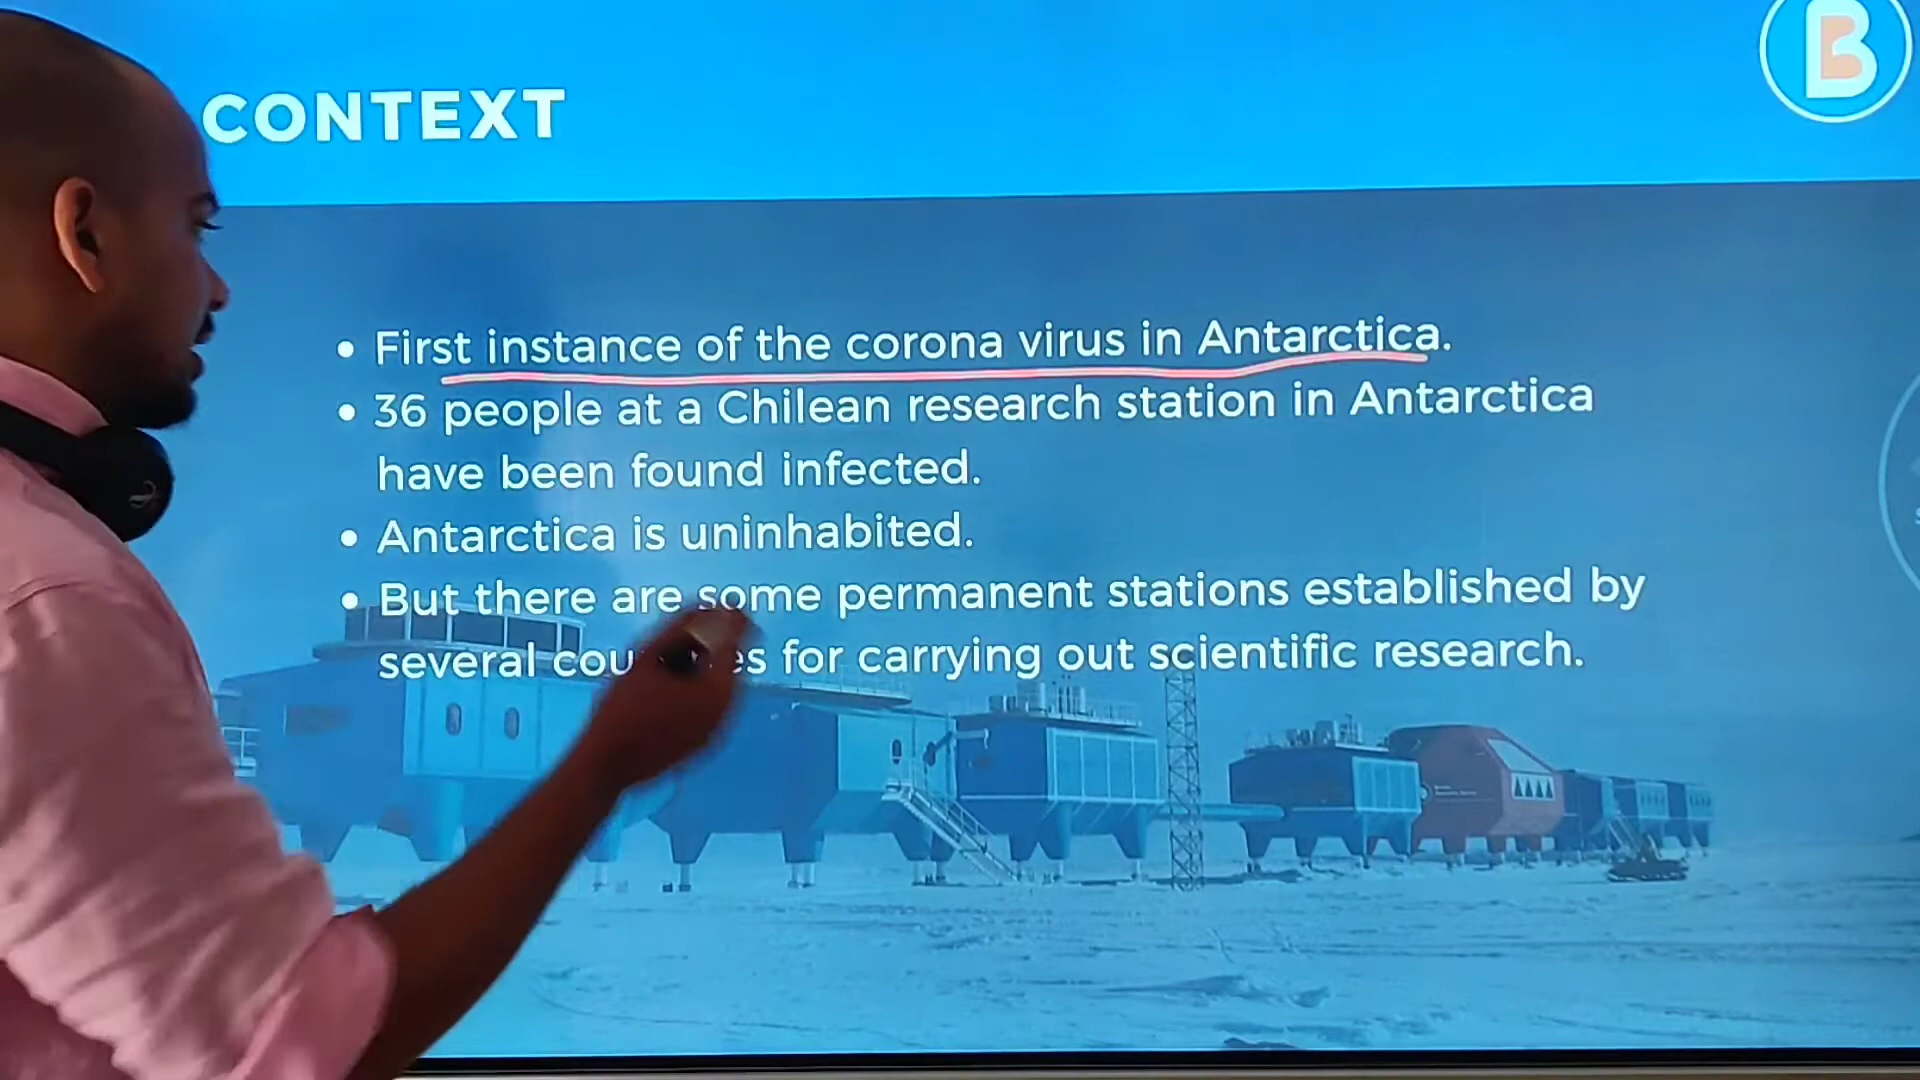 B
CONTEXT
• First instance of the corona virus in Antarctica.
• 36 people at a Chilean research station in Antarctica
have been found infected.
• Antarctica is uninhabited.
• But there are some permanent stations established by
several for carrying out scientific research.